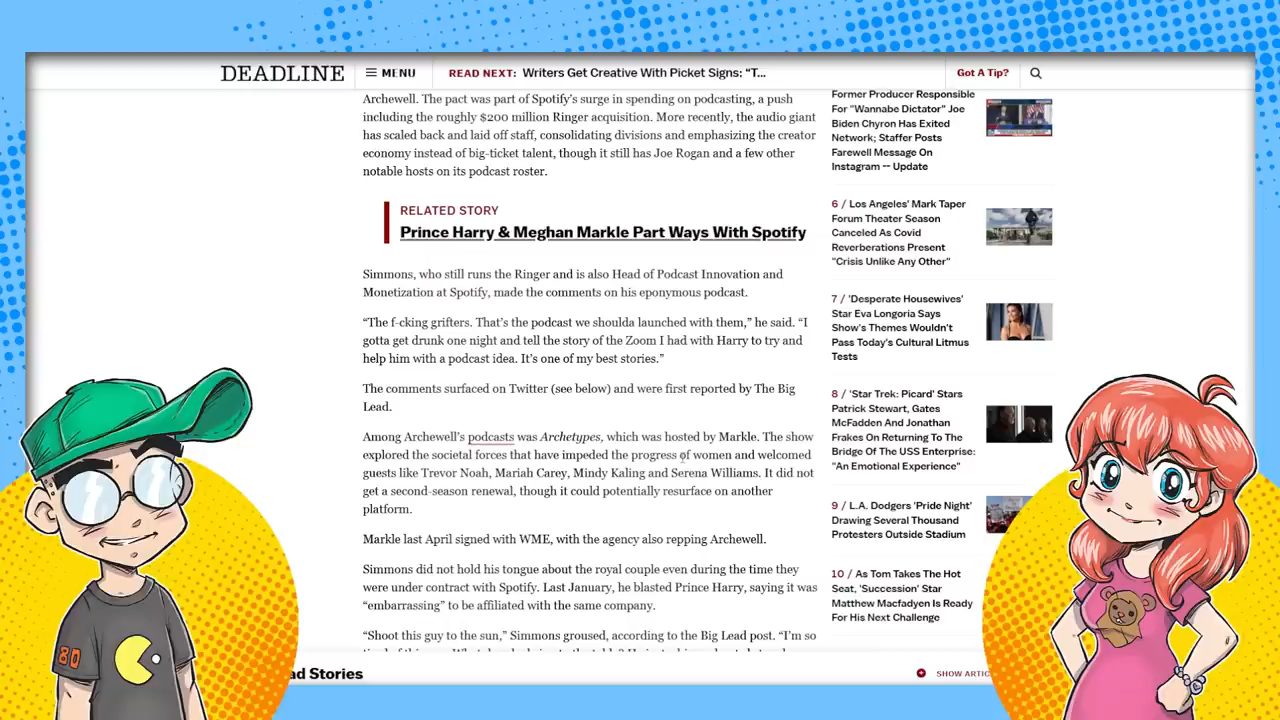 DEADLINE
MENU
READ NEXT: Writers Get Creative With Picket Signs: “T...
Got A Tip?
Archewell. The pact was part of Spotify’s surge in spending on podcasting, a push
including the roughly $200 million Ringer acquisition. More recently, the audio giant
has scaled back and laid off staff, consolidating divisions and emphasizing the creator
economy instead of big-ticket talent, though it still has Joe Rogan and a few other
notable hosts on its podcast roster.
RELATED STORY
Prince Harry & Meghan Markle Part Ways With Spotify
Simmons, who still runs the Ringer and is also Head of Podcast Innovation and
Monetization at Spotify, made the comments on his eponymous podcast.
“The f-cking grifters. That’s the podcast we shoulda launched with them,” he said. “I
gotta get drunk one night and tell the story of the Zoom I had with Harry to try and
help him with a podcast idea. It’s one of my best stories.”
The comments surfaced on Twitter (see below) and were first reported by The Big
Lead.
Among Archewell’s podcasts was Archetypes, which was hosted by Markle. The show
explored the societal forces that have impeded the progress of women and welcomed
guests like Trevor Noah, Mariah Carey, Mindy Kaling and Serena Williams. It did not
get a second-season renewal, though it could potentially resurface on another
platform.
Markle last April signed with WME, with the agency also repping Archewell.
Simmons did not hold his tongue about the royal couple even during the time they
were under contract with Spotify. Last January, he blasted Prince Harry, saying it was
“embarrassing” to be affiliated with the same company.
“Shoot this guy to the sun,” Simmons groused, according to the Big Lead post. “I’m so
Former Producer Responsible
For “Wannabe Dictator” Joe
Biden Chyron Has Exited
Network; Staffer Posts
Farewell Message On
Instagram -- Update
6 / Los Angeles’ Mark Taper
Forum Theater Season
Canceled As Covid
Reverberations Present
“Crisis Unlike Any Other”
7 / ‘Desperate Housewives’
Star Eva Longoria Says
Show’s Themes Wouldn’t
Pass Today’s Cultural Litmus
Tests
8 / ‘Star Trek: Picard’ Stars
Patrick Stewart, Gates
McFadden And Jonathan
Frakes On Returning To The
Bridge Of The USS Enterprise:
“An Emotional Experience”
9 / L.A. Dodgers ‘Pride Night’
Drawing Several Thousand
Protesters Outside Stadium
10 / As Tom Takes The Hot
Seat, ‘Succession’ Star
Matthew Macfadyen Is Ready
For His Next Challenge
ad Stories
SHOW ARTIC
80